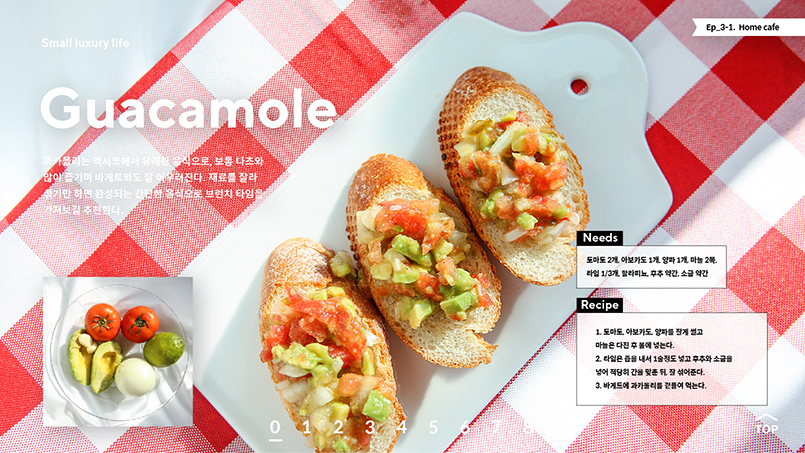 Ep_3-1. Home cafe
Small luxury life
Guacamole
과카몰리는 멕시코에서 유래된 음식으로, 보통 나쵸와
많이 즐기며 바게트와도 잘 어우러진다. 재료를 잘라
섞기만 하면 완성되는 간단한 음식으로 브런치 타임을
가져보길 추천한다.
Needs
토마토 2개, 아보카도 1개, 양파 1개, 마늘 2쪽,
라임 1/3개, 할라피뇨, 후추 약간, 소금 약간
Recipe
1. 토마토, 아보카도, 양파를 잘게 썰고
마늘은 다진 후 볼에 넣는다.
2. 라임은 즙을 내서 1술정도 넣고 후추와 소금을
넣어 적당히 간을 맞춘 뒤, 잘 섞어준다.
3. 바게트에 과카몰리를 곁들여 먹는다.
0 1 2 3 4 5 6 7 8
TOP